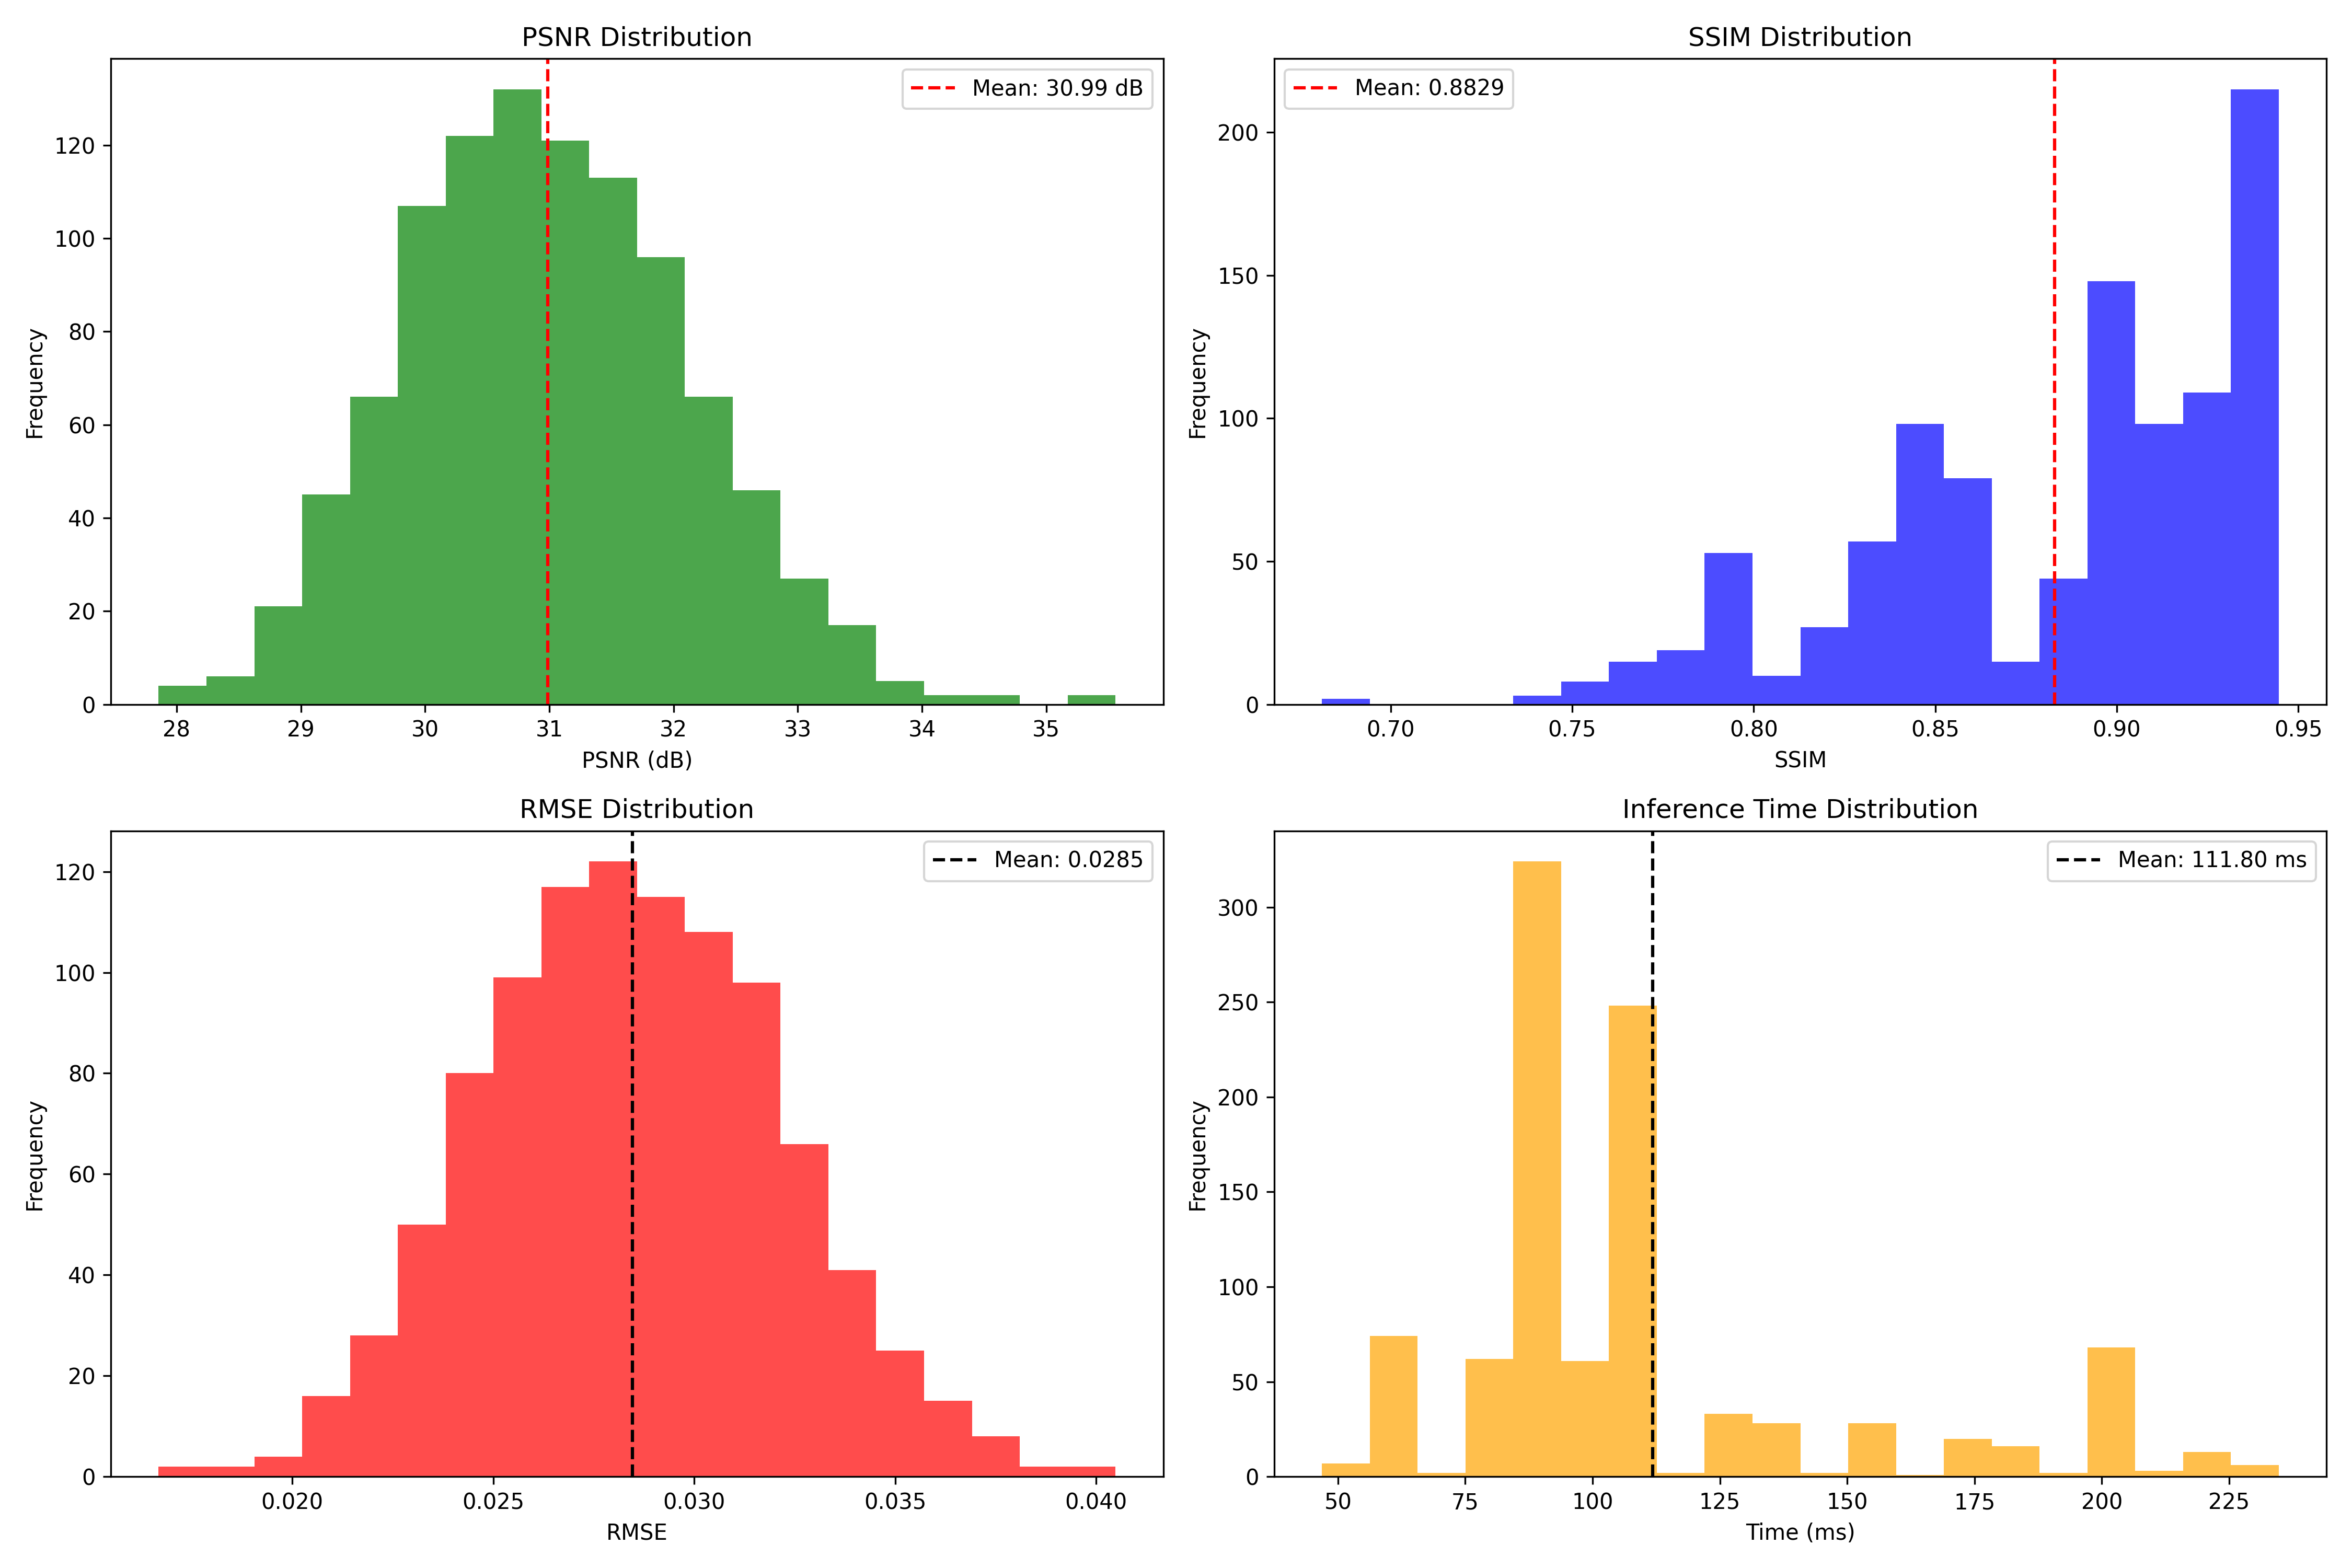 PSNR Distribution
Mean: 30.99 dB
Frequency
0
20
40
60
80
100
120
28 29 30 31 32 33 34 35
PSNR (dB)
SSIM Distribution
Mean: 0.8829
Frequency
0
50
100
150
200
0.70 0.75 0.80 0.85 0.90 0.95
SSIM
RMSE Distribution
Mean: 0.0285
Frequency
0
20
40
60
80
100
120
0.020 0.025 0.030 0.035 0.040
RMSE
Inference Time Distribution
Mean: 111.80 ms
Frequency
0
50
100
150
200
250
300
50 75 100 125 150 175 200 225
Time (ms)